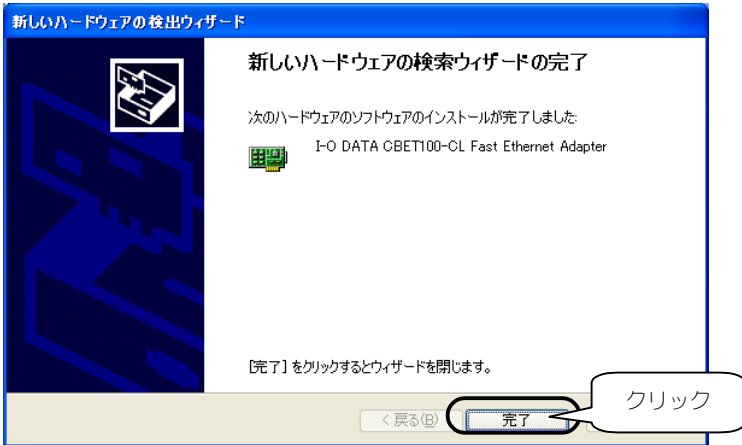 新しいハードウェアの検出ウィザード
新しいハードウェアの検索ウィザードの完了
次のハードウェアのソフトウェアのインストールが完了しました:
I-O DATA CBET100-CL Fast Ethernet Adapter
[完了] をクリックするとウィザードを閉じます。
< 戻る(B)
完了
クリック